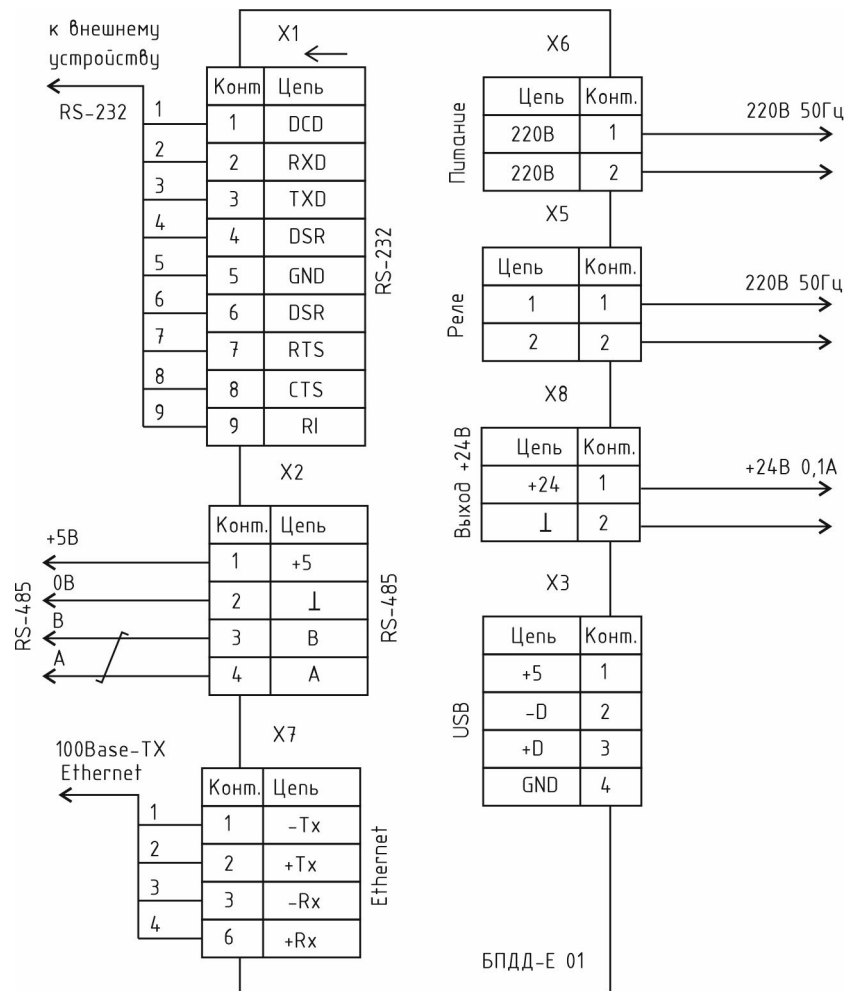 к внешнему
устройству
RS-232
X1
Конт Цепь
1 1 DCD
2 2 RXD
3 3 TXD
4 4 DSR
5 5 GND
6 6 DSR
7 7 RTS
8 8 CTS
9 9 RI
RS-232
X2
Конт. Цепь
+5В 1 +5
0В 2 ⊥
B 3 B
A 4 A
RS-485
RS-485
X7
100Base-TX
Ethernet
Конт. Цепь
1 1 -Tx
2 2 +Tx
3 3 -Rx
4 6 +Rx
Ethernet
X6
Питание
Цепь Конт.
220В 1 220В 50Гц
220В 2
X5
Реле
Цепь Конт.
1 1 220В 50Гц
2 2
X8
Выход +24В
Цепь Конт.
+24 1 +24В 0,1А
⊥ 2
X3
USB
Цепь Конт.
+5 1
-D 2
+D 3
GND 4
БПДД-Е 01